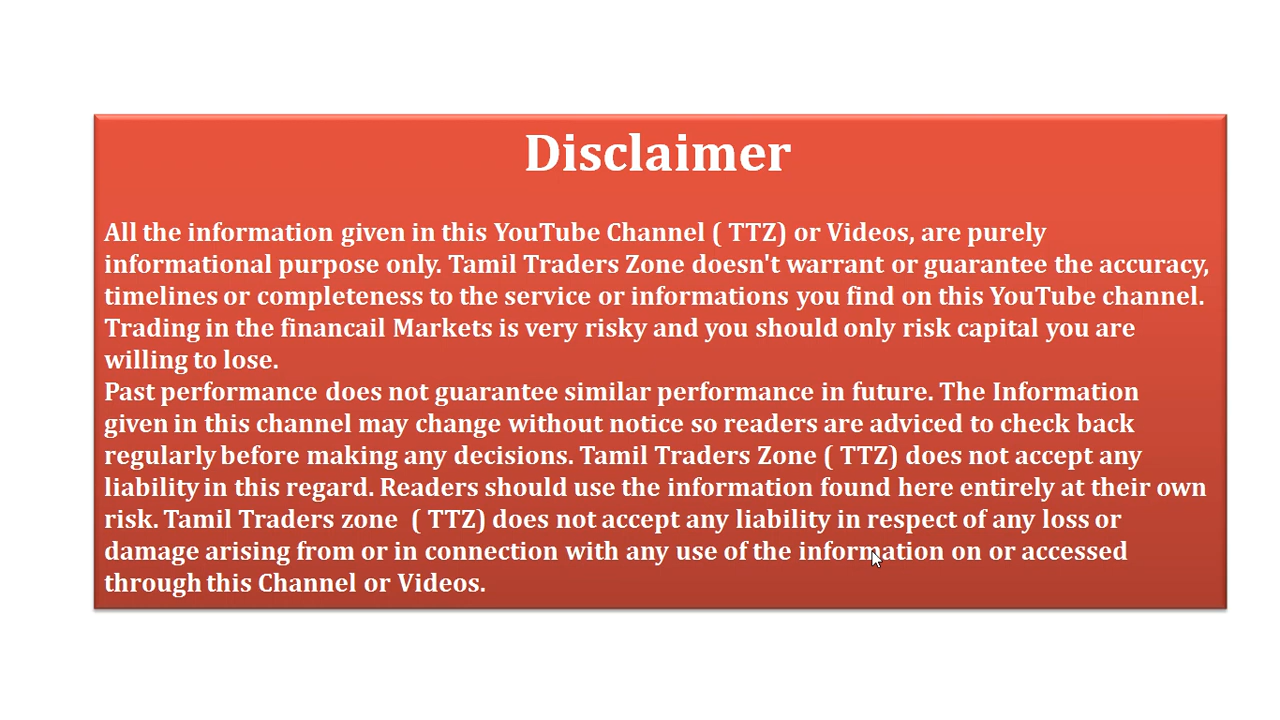 Disclaimer
All the information given in this YouTube Channel ( TTZ) or Videos, are purely
informational purpose only. Tamil Traders Zone doesn't warrant or guarantee the accuracy,
timelines or completeness to the service or informations you find on this YouTube channel.
Trading in the financail Markets is very risky and you should only risk capital you are
willing to lose.
Past performance does not guarantee similar performance in future. The Information
given in this channel may change without notice so readers are adviced to check back
regularly before making any decisions. Tamil Traders Zone ( TTZ) does not accept any
liability in this regard. Readers should use the information found here entirely at their own
risk. Tamil Traders zone  ( TTZ) does not accept any liability in respect of any loss or
damage arising from or in connection with any use of the information on or accessed
through this Channel or Videos.